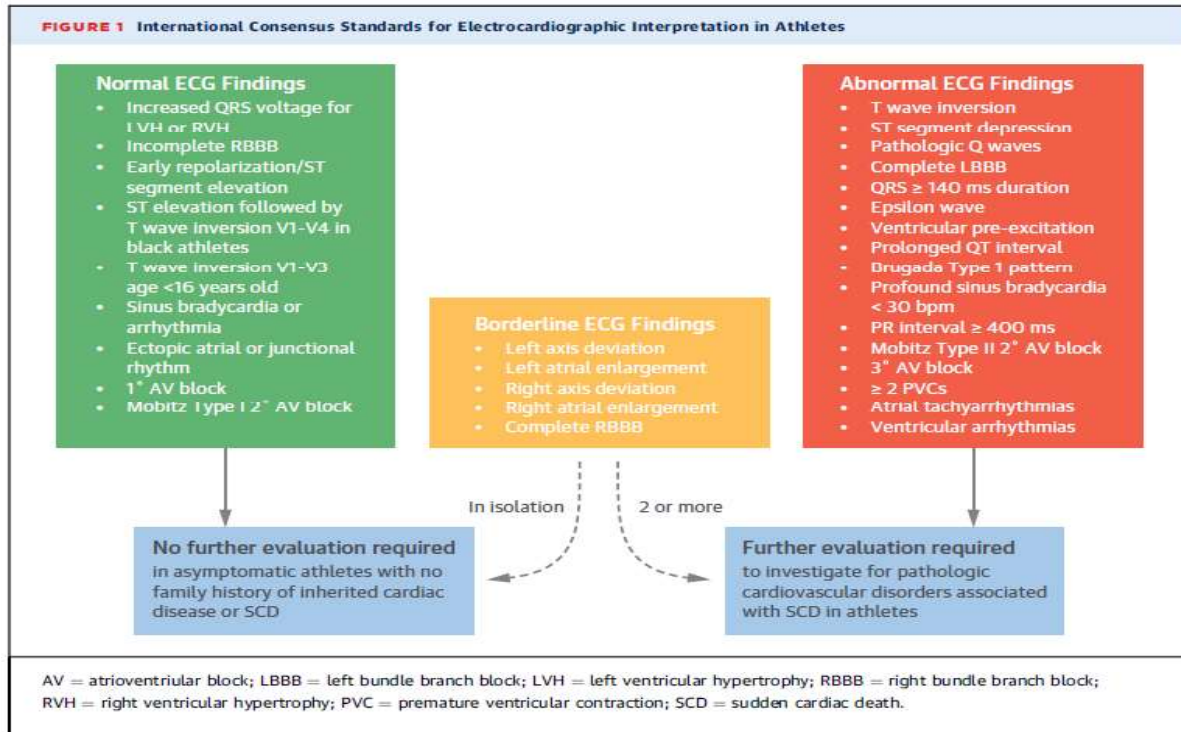 FIGURE 1 International Consensus Standards for Electrocardiographic Interpretation in Athletes
Normal ECG Findings
• Increased QRS voltage for
LVH or RVH
• Incomplete RBBB
• Early repolarization/ST
segment elevation
• ST elevation followed by
T wave inversion V1-V4 in
black athletes
• T wave inversion V1-V3
age <16 years old
• Sinus bradycardia or
arrhythmia
• Ectopic atrial or junctional
rhythm
• 1° AV block
• Mobitz Type I 2° AV block
Borderline ECG Findings
• Left axis deviation
• Left atrial enlargement
• Right axis deviation
• Right atrial enlargement
• Complete RBBB
Abnormal ECG Findings
• T wave inversion
• ST segment depression
• Pathologic Q waves
• Complete LBBB
• QRS ≥ 140 ms duration
• Epsilon wave
• Ventricular pre-excitation
• Prolonged QT interval
• Brugada Type 1 pattern
• Profound sinus bradycardia
< 30 bpm
• PR interval ≥ 400 ms
• Mobitz Type II 2° AV block
• 3° AV block
• ≥ 2 PVCs
• Atrial tachyarrhythmias
• Ventricular arrhythmias
In isolation
2 or more
No further evaluation required
in asymptomatic athletes with no
family history of inherited cardiac
disease or SCD
Further evaluation required
to investigate for pathologic
cardiovascular disorders associated
with SCD in athletes
AV = atrioventriular block; LBBB = left bundle branch block; LVH = left ventricular hypertrophy; RBBB = right bundle branch block;
RVH = right ventricular hypertrophy; PVC = premature ventricular contraction; SCD = sudden cardiac death.